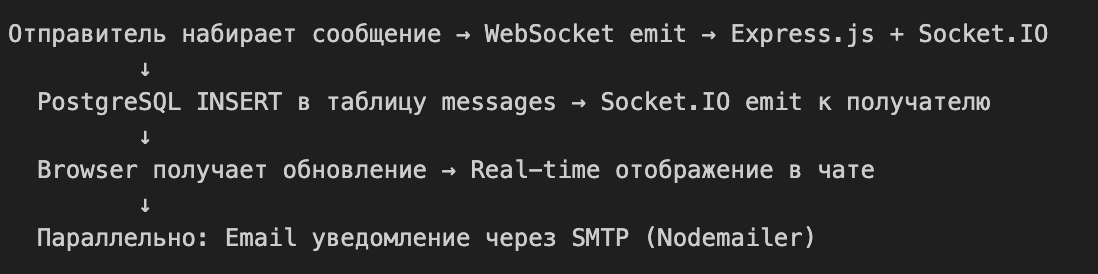 Отправитель набирает сообщение → WebSocket emit → Express.js + Socket.IO
↓
PostgreSQL INSERT в таблицу messages → Socket.IO emit к получателю
↓
Browser получает обновление → Real-time отображение в чате
↓
Параллельно: Email уведомление через SMTP (Nodemailer)